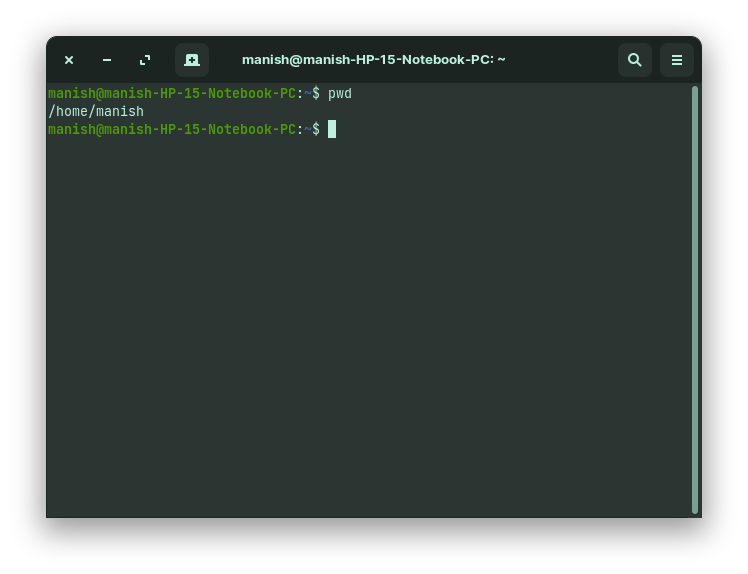 manish@manish-HP-15-Notebook-PC: ~
manish@manish-HP-15-Notebook-PC:~$ pwd
/home/manish
manish@manish-HP-15-Notebook-PC:~$